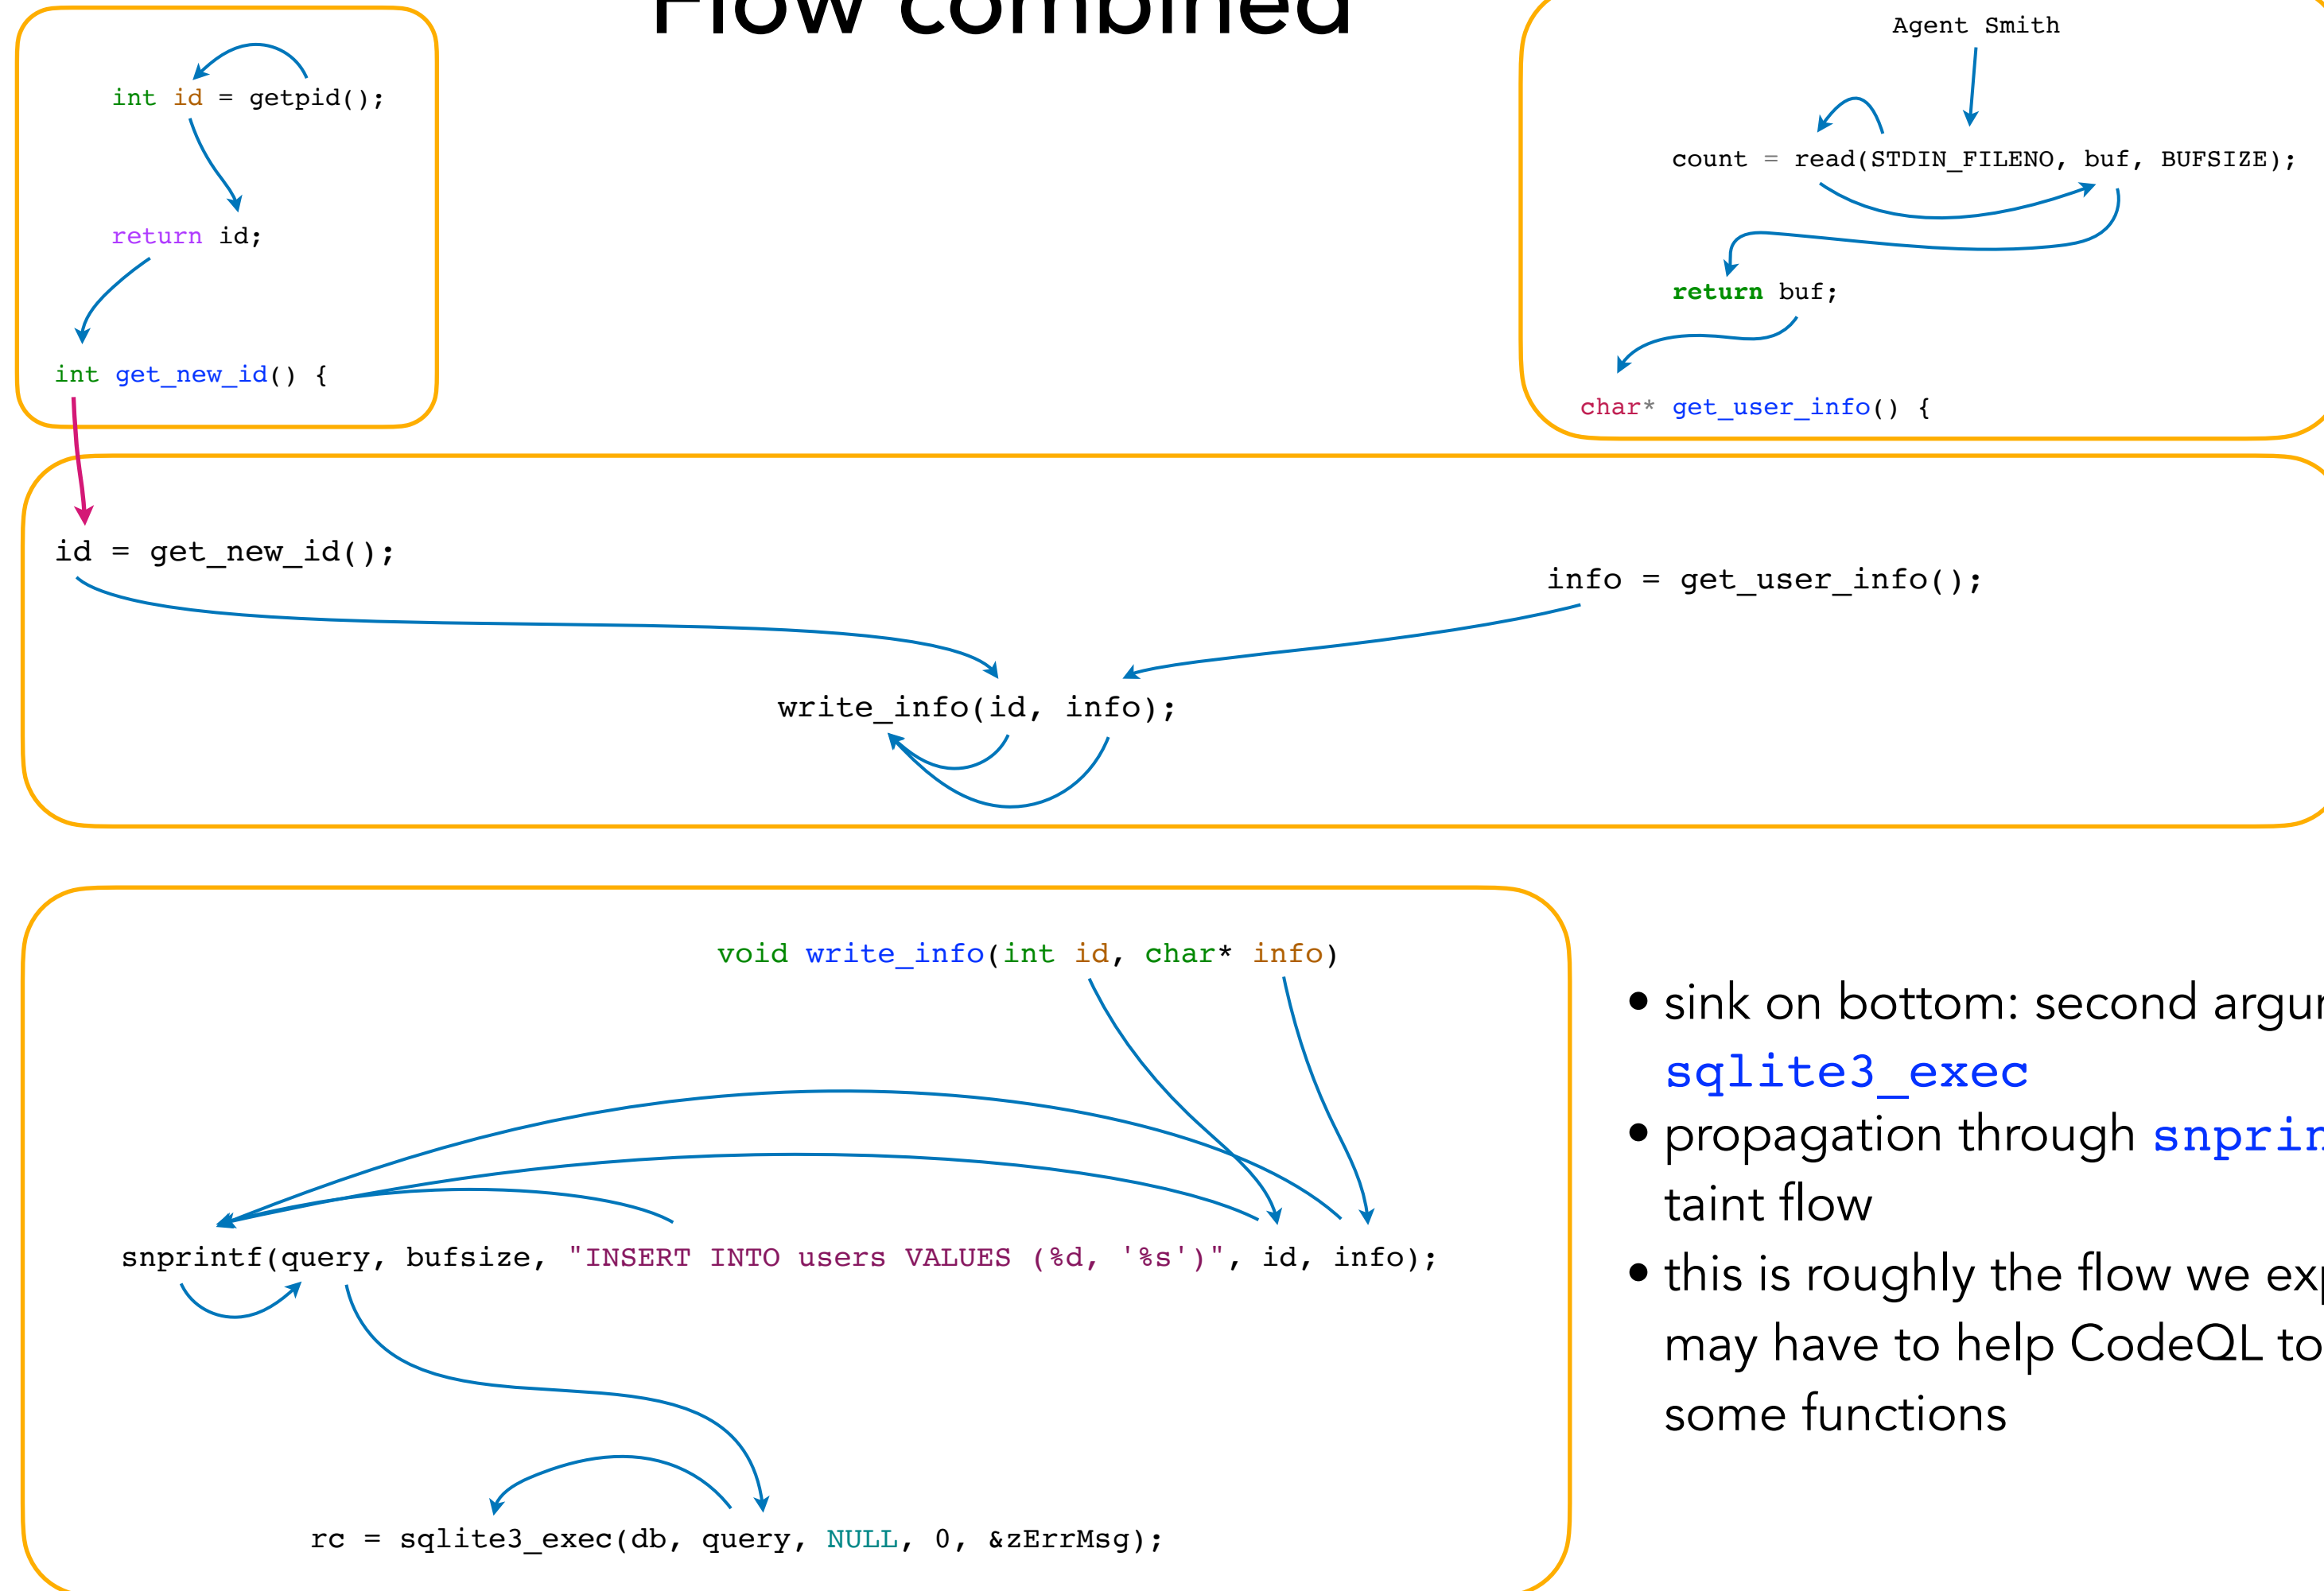 Flow combined
int id = getpid();
return id;
int get_new_id() {
Agent Smith
count = read(STDIN_FILENO, buf, BUFSIZE);
return buf;
char* get_user_info() {
id = get_new_id();
info = get_user_info();
write_info(id, info);
void write_info(int id, char* info)
snprintf(query, bufsize, "INSERT INTO users VALUES (%d, '%s')", id, info);
rc = sqlite3_exec(db, query, NULL, 0, &zErrMsg);
• sink on bottom: second
sqlite3_exec
• propagation through
taint flow
• this is roughly the flow we
may have to help CodeQL to
some functions